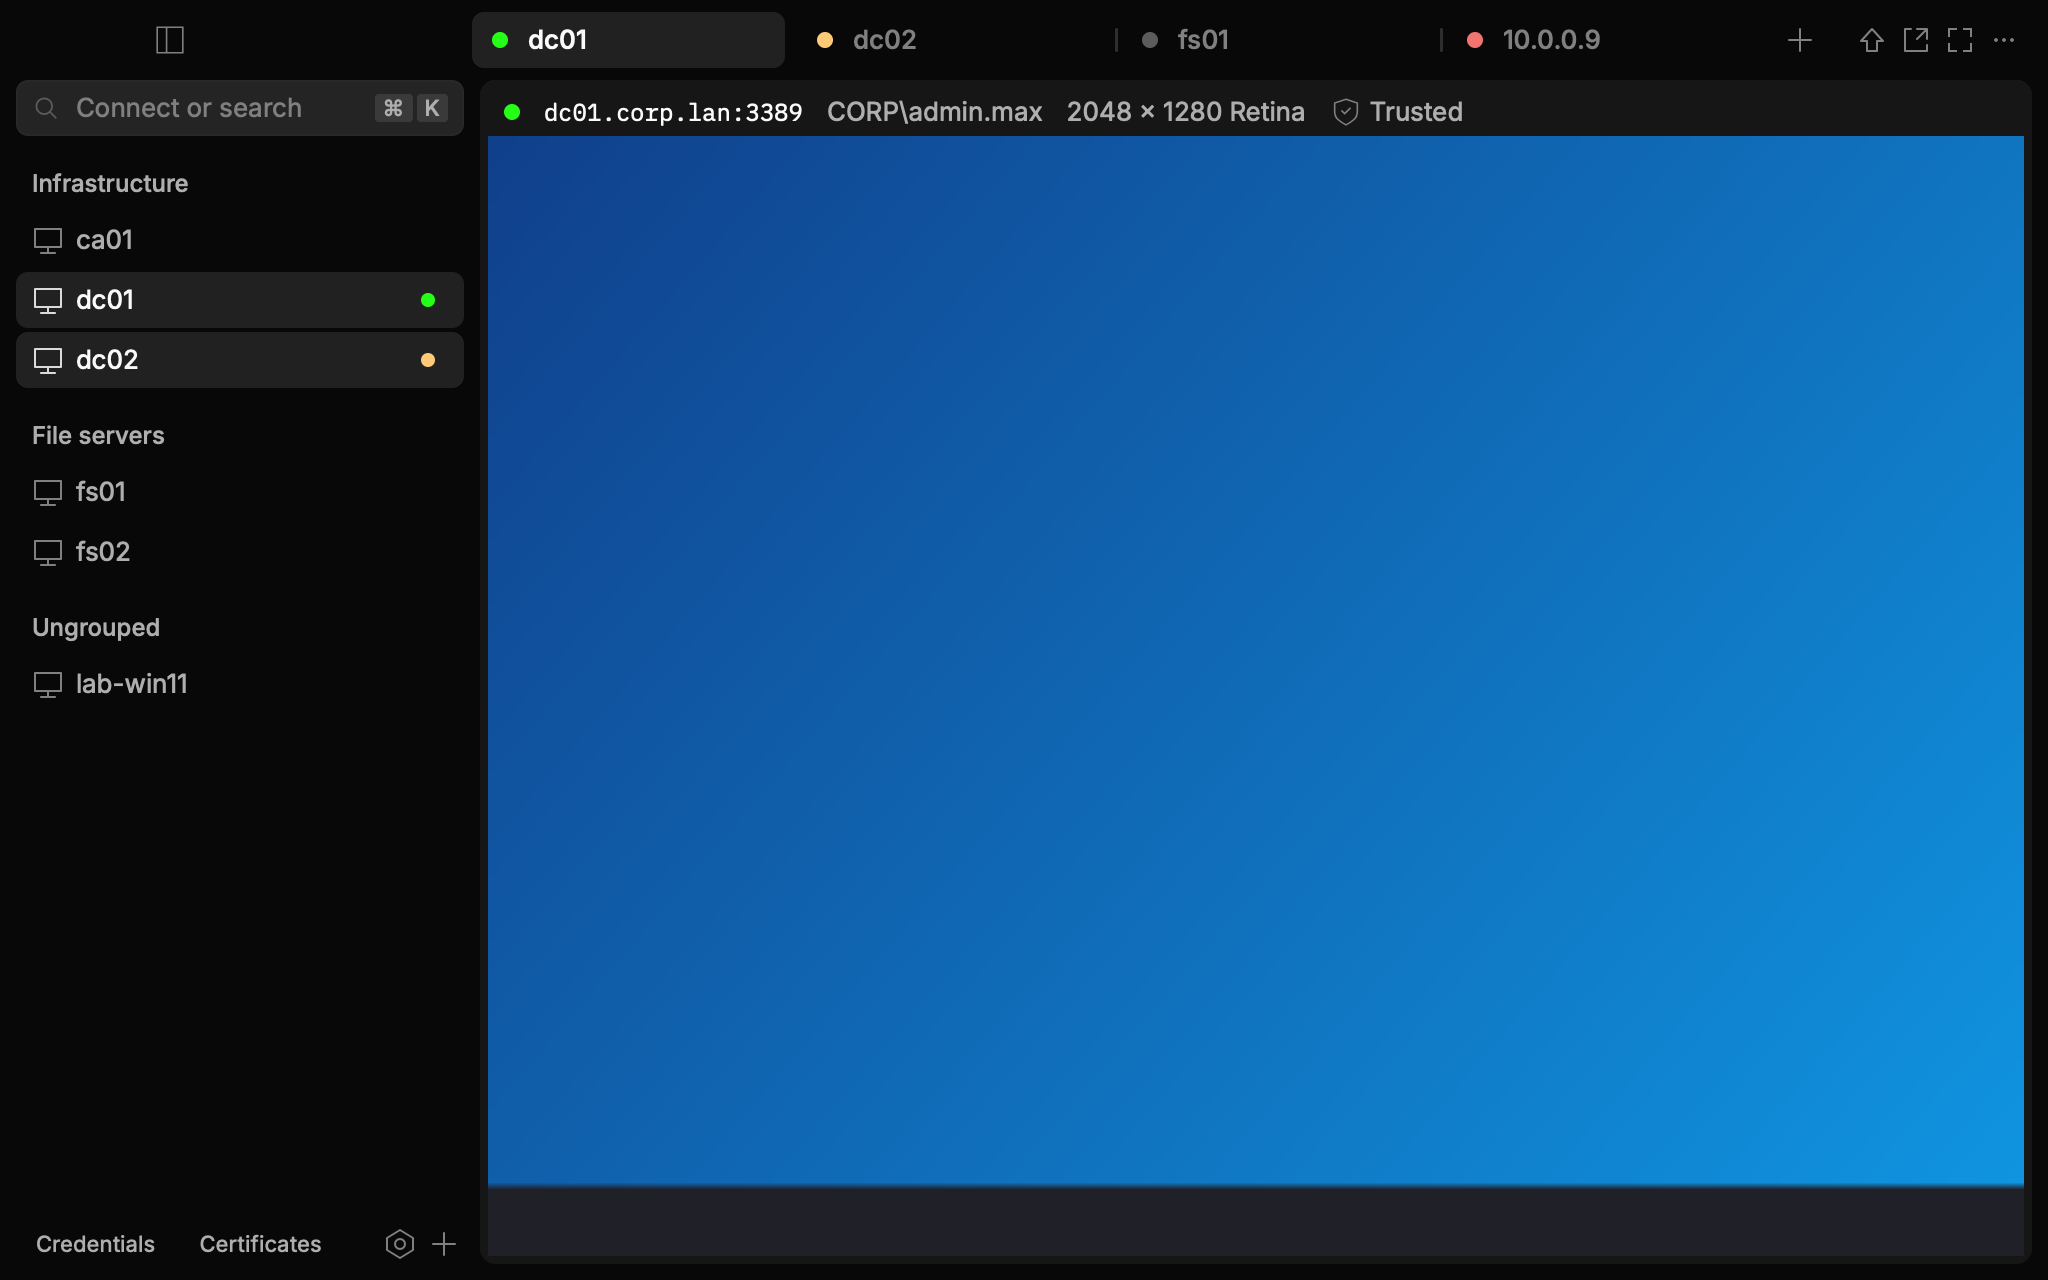 dc01
dc02
fs01
10.0.0.9
Connect or search ⌘ K
dc01.corp.lan:3389 CORP\admin.max 2048 × 1280 Retina Trusted
Infrastructure
ca01
dc01
dc02
File servers
fs01
fs02
Ungrouped
lab-win11
Credentials Certificates